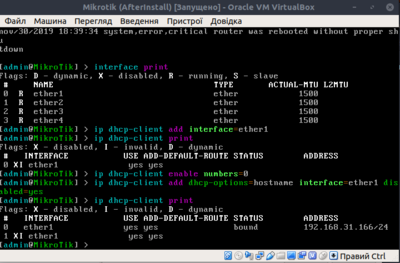 Mikrotik (AfterInstall) [Запущено] - Oracle VM VirtualBox
Файл Машина Перегляд Введення Пристрої Довідка
nov/30/2019 18:39:34 system,error,critical router was rebooted without proper shu
tdown
[admin@MikroTik] > interface print
Flags: D - dynamic, X - disabled, R - running, S - slave
# NAME TYPE ACTUAL-MTU L2MTU
0 R ether1 ether 1500
1 R ether2 ether 1500
2 R ether3 ether 1500
3 R ether4 ether 1500
[admin@MikroTik] > ip dhcp-client add interface=ether1
[admin@MikroTik] > ip dhcp-client print
Flags: X - disabled, I - invalid, D - dynamic
# INTERFACE USE ADD-DEFAULT-ROUTE STATUS ADDRESS
0 XI ether1 yes yes
[admin@MikroTik] > ip dhcp-client enable numbers=0
[admin@MikroTik] > ip dhcp-client add dhcp-options=hostname interface=ether1 dis
abled=yes
[admin@MikroTik] > ip dhcp-client print
Flags: X - disabled, I - invalid, D - dynamic
# INTERFACE USE ADD-DEFAULT-ROUTE STATUS ADDRESS
0 ether1 yes yes bound 192.168.31.166/24
1 XI ether1 yes yes
[admin@MikroTik] >
Правий Ctrl